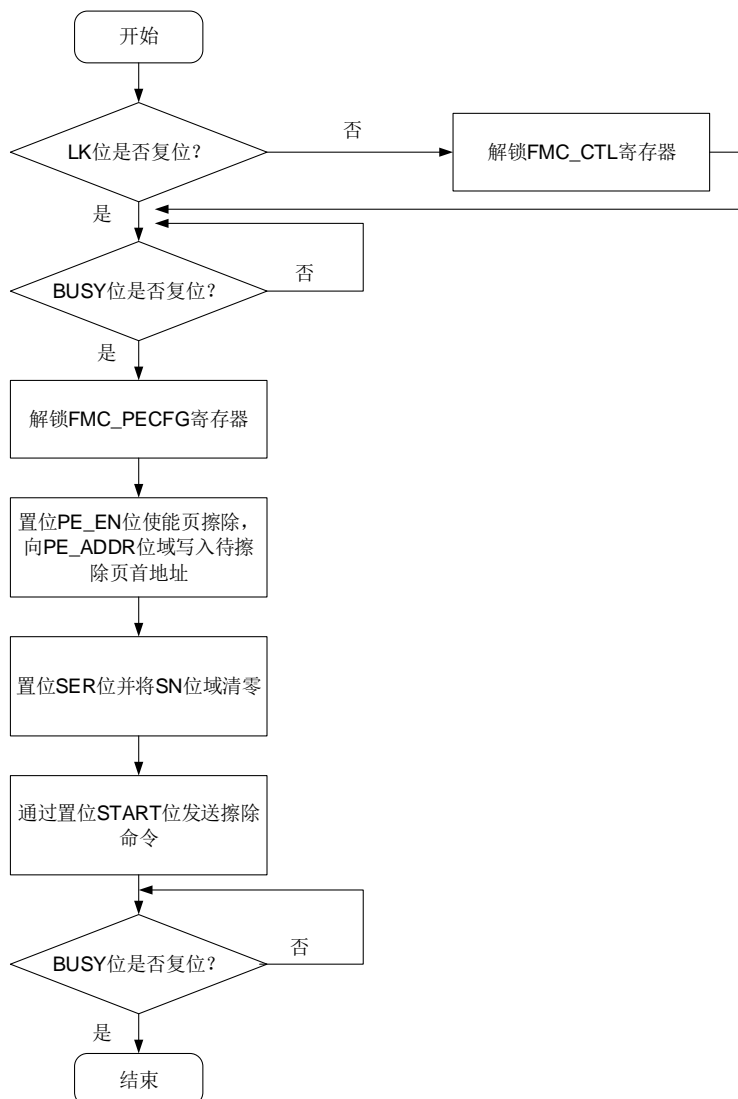 开始
LK位是否复位？
否
解锁FMC_CTL寄存器
是
BUSY位是否复位？
否
是
解锁FMC_PECFG寄存器
置位PE_EN位使能页擦除，
向PE_ADDR位域写入待擦
除页首地址
置位SER位并将SN位域清零
通过置位START位发送擦除
命令
BUSY位是否复位？
否
是
结束